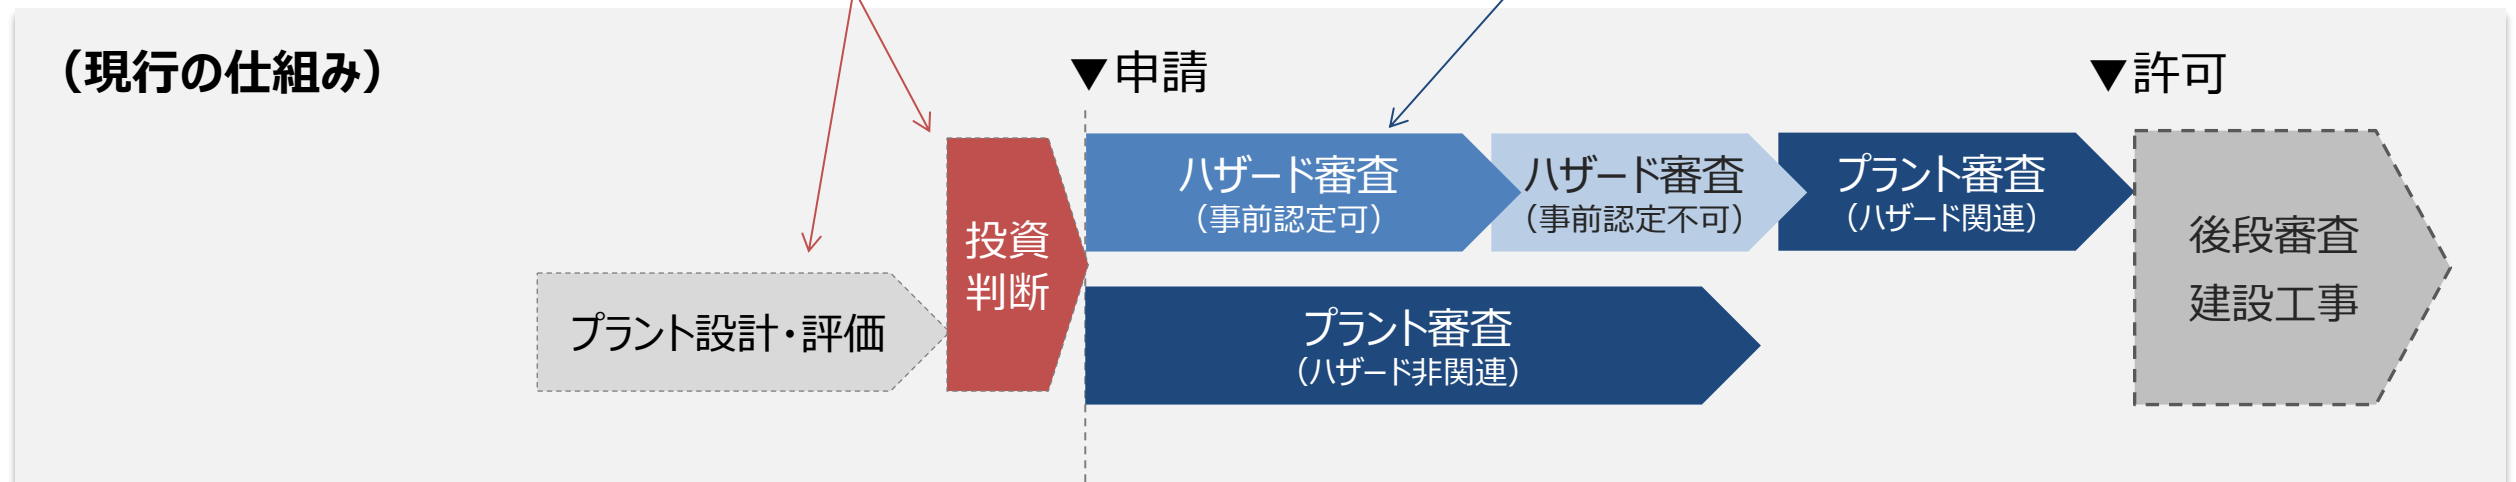 （現行の仕組み）
▼申請
▼許可
ハザード審査
（事前認定可）
ハザード審査
（事前認定不可）
プラント審査
（ハザード関連）
投資
判断
後段審査
建設工事
プラント設計・評価
プラント審査
（ハザード非関連）